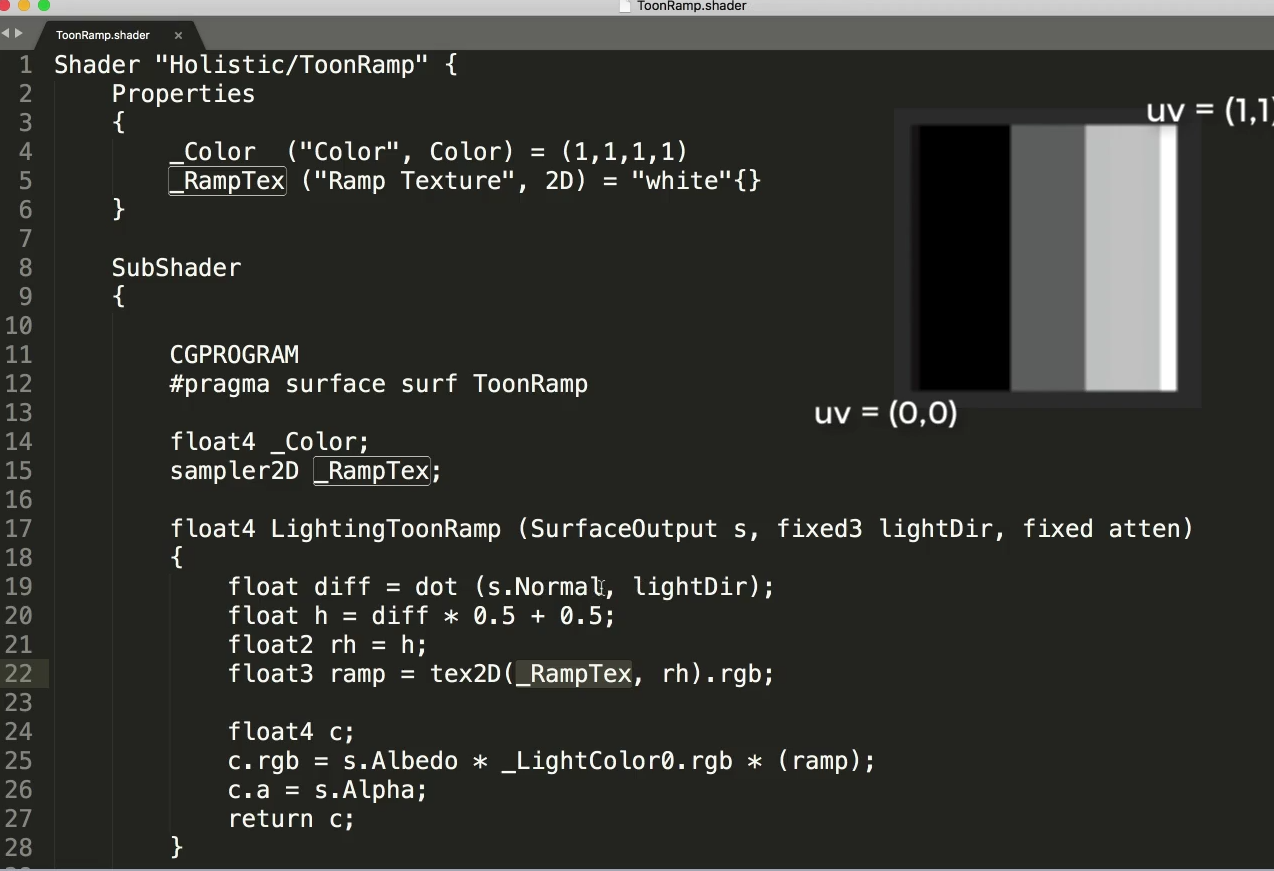 ToonRamp.shader
ToonRamp.shader ×
1 Shader "Holistic/ToonRamp" {
2 Properties
3 {
4 _Color ("Color", Color) = (1,1,1,1)
5 _RampTex ("Ramp Texture", 2D) = "white"{}
6 }
7
8 SubShader
9 {
10
11 CGPROGRAM
12 #pragma surface surf ToonRamp
13
14 float4 _Color;
15 sampler2D _RampTex;
16
17 float4 LightingToonRamp (SurfaceOutput s, fixed3 lightDir, fixed atten)
18 {
19 float diff = dot (s.Normal, lightDir);
20 float h = diff * 0.5 + 0.5;
21 float2 rh = h;
22 float3 ramp = tex2D(_RampTex, rh).rgb;
23
24 float4 c;
25 c.rgb = s.Albedo * _LightColor0.rgb * (ramp);
26 c.a = s.Alpha;
27 return c;
28 }
uv = (1,1)
uv = (0,0)